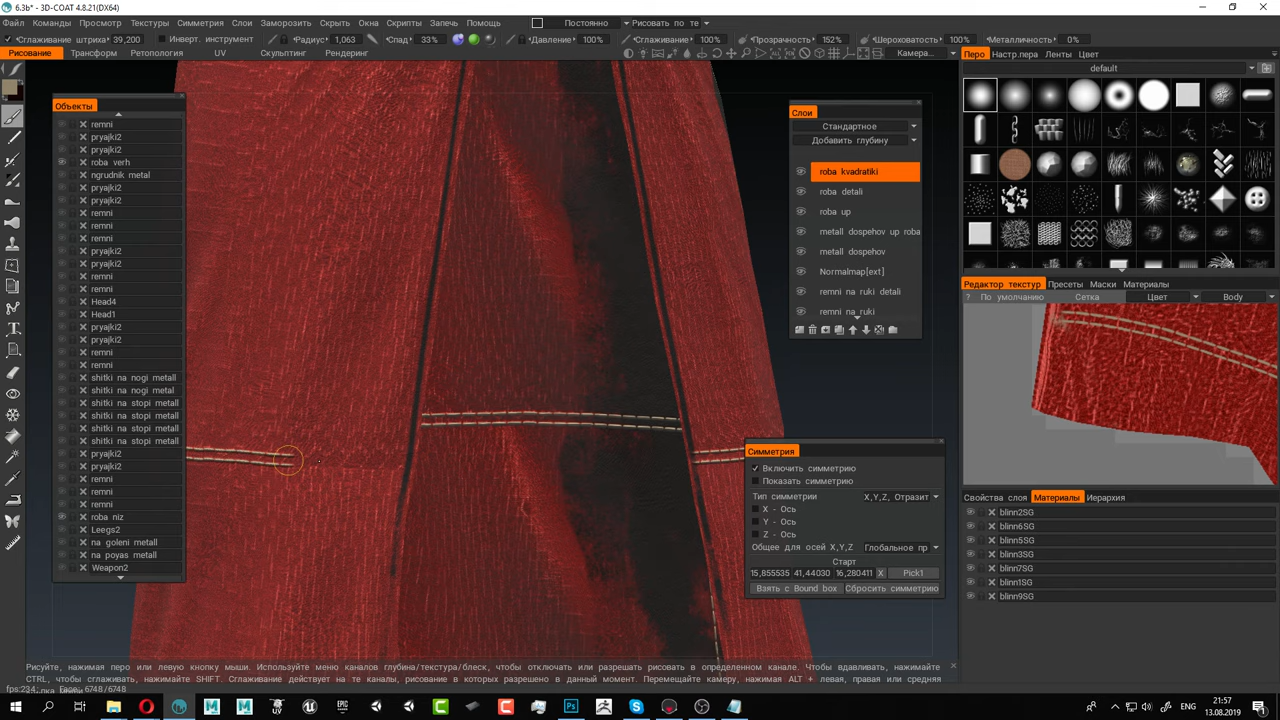 6.3b* - 3D-COAT 4.8.21(DX64)
Файл Команды Просмотр Текстуры Симметрия Слои Заморозить Скрыть Окна Скрипты Запечь Помощь Постоянно Рисовать по те
Сглаживание штриха 39,200 Инверт. инструмент Радиус 1,063 Спад 33% Давление 100% Сглаживание 100% Прозрачность 152% Шероховатость 100% Металличность 0%
Рисование Трансформ Ретопология UV Скульптинг Рендеринг Камера...
Перо Настр.пера Ленты Цвет
default
Объекты
remni
pryajki2
pryajki2
roba verh
ngrudnik metal
pryajki2
pryajki2
remni
remni
remni
pryajki2
pryajki2
remni
remni
Head4
Head1
pryajki2
pryajki2
remni
remni
shitki na nogi metall
shitki na nogi metal
shitki na stopi metall
shitki na stopi metall
shitki na stopi metall
shitki na stopi metall
pryajki2
pryajki2
remni
remni
remni
roba niz
Leegs2
na goleni metall
na poyas metall
Weapon2
Слои
Стандартное
Добавить глубину
roba kvadratiki
roba detali
roba up
metall dospehov up roba
metall dospehov
Normalmap[ext]
remni na ruki detali
remni na ruki
Редактор текстур Пресеты Маски Материалы
? По умолчанию Сетка Цвет Body
Симметрия
Включить симметрию
Показать симметрию
Тип симметрии X,Y,Z, Отразит
X - Ось
Y - Ось
Z - Ось
Общее для осей X,Y,Z Глобальное пр
Старт
15,855535 41,44030 16,280411 X Pick1
Взять с Bound box Сбросить симметрию
Свойства слоя Материалы Иерархия
blinn2SG
blinn6SG
blinn5SG
blinn3SG
blinn7SG
blinn1SG
blinn9SG
Рисуйте, нажимая перо или левую кнопку мыши. Используйте меню каналов глубина/текстура/блеск, чтобы отключить или разрешать рисовать в определенном канале. Чтобы вдавливать, нажимайте
CTRL, чтобы сглаживать, нажимайте SHIFT. Сглаживание действует на те каналы, рисование в которых разрешено в данный момент. Перемещайте камеру, нажимая ALT + левая, правая или средняя
fps:234
6748/6748
UV
EPIC
Ps
ENG
21:57
13.08.2019